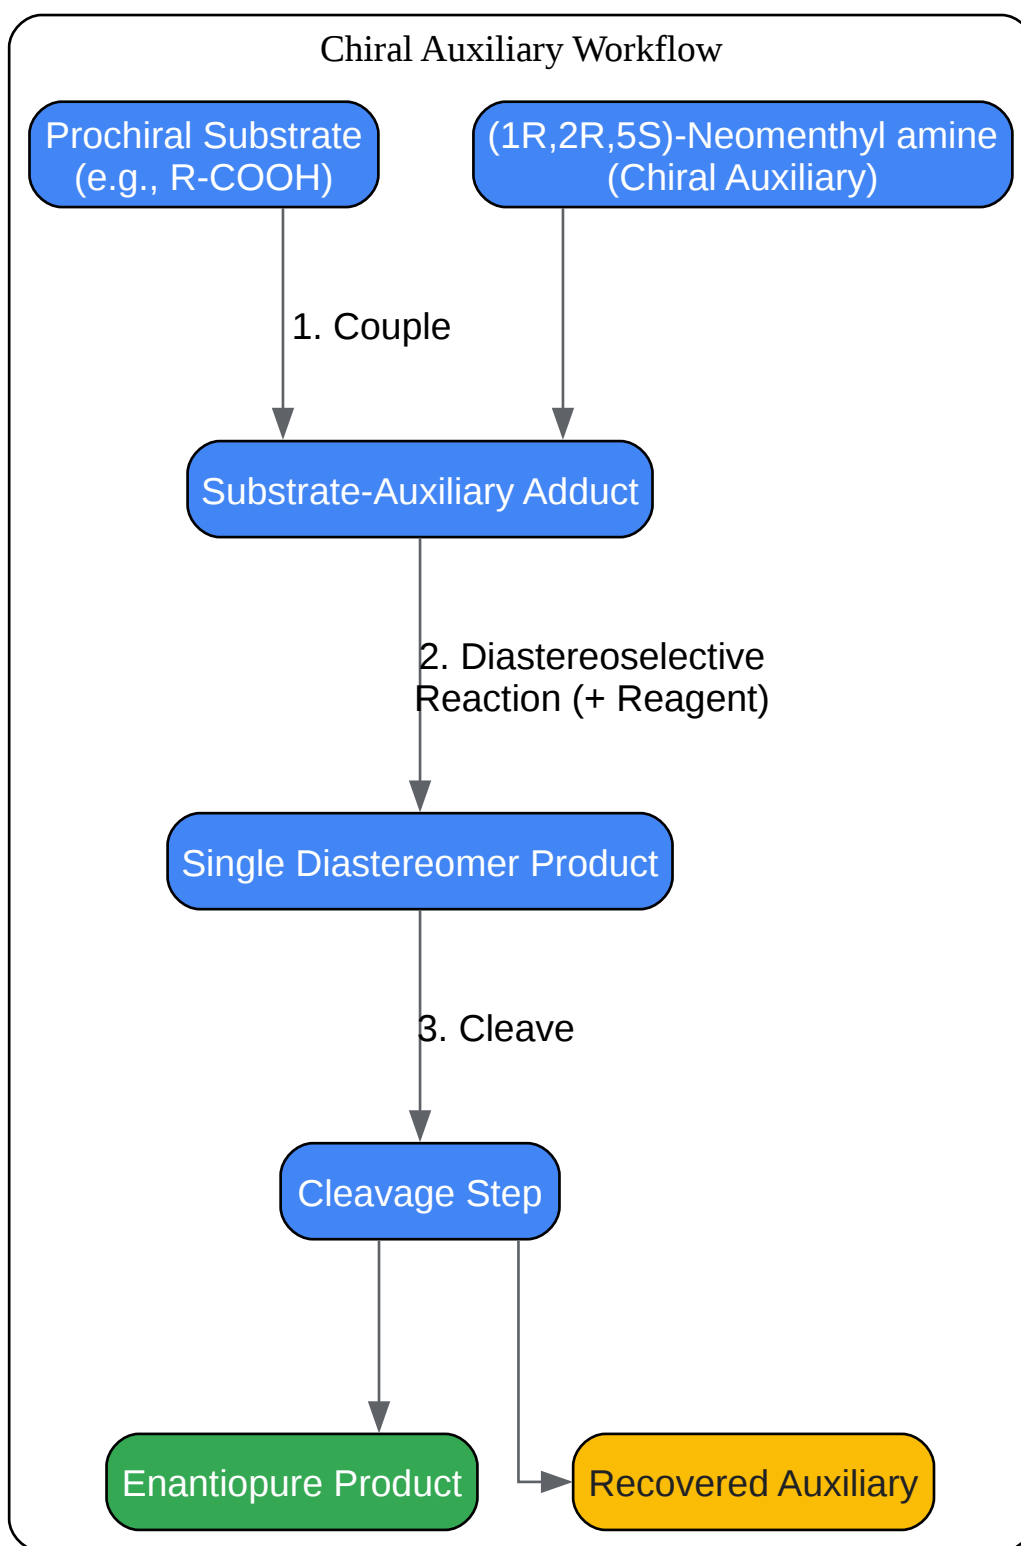 Chiral Auxiliary Workflow
Prochiral Substrate
(e.g., R-COOH)
(1R,2R,5S)-Neomenthyl amine
(Chiral Auxiliary)
1. Couple
Substrate-Auxiliary Adduct
2. Diastereoselective
Reaction (+ Reagent)
Single Diastereomer Product
3. Cleave
Cleavage Step
Enantiopure Product
Recovered Auxiliary